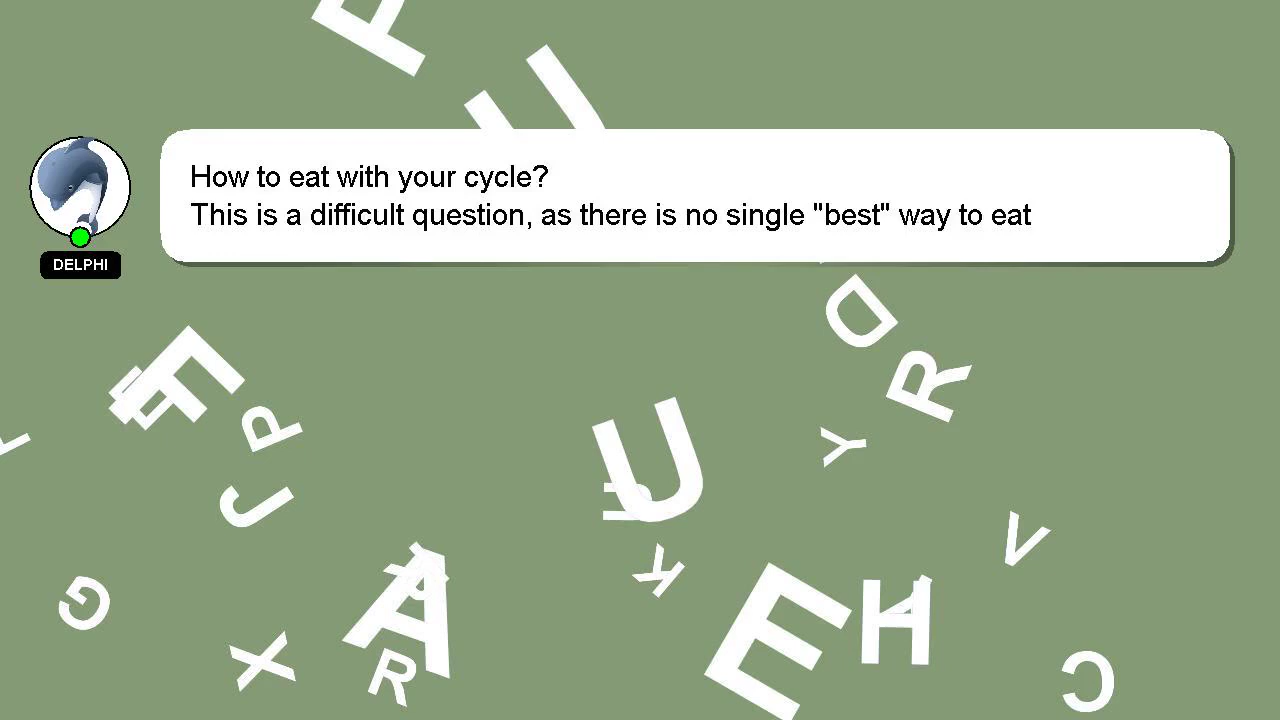 How to eat with your cycle?
This is a difficult question, as there is no single "best" way to eat
DELPHI
P
U
D
R
F
P
J
U
Y
K
V
G
A
X
R
E
H
C